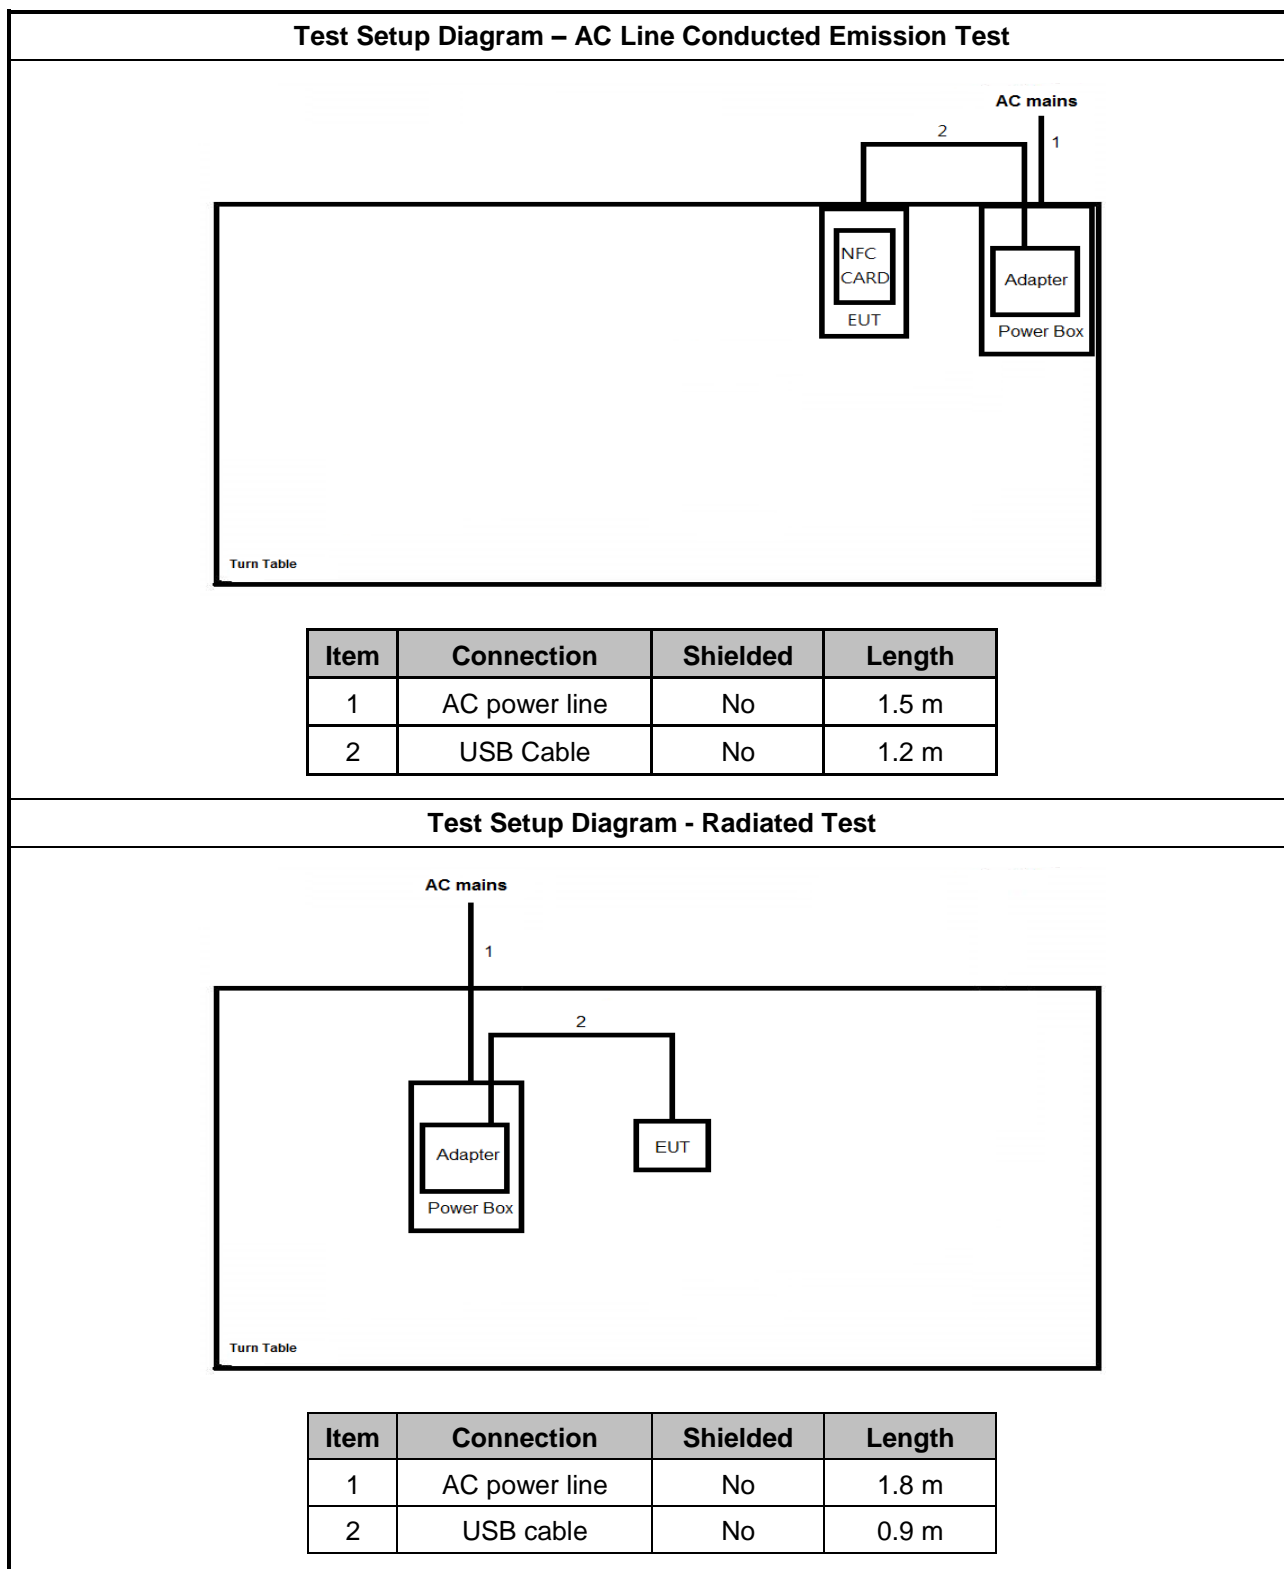 Test Setup Diagram – AC Line Conducted Emission Test
AC mains
2
1
NFC
CARD
EUT
Adapter
Power Box
Turn Table
Item Connection Shielded Length
1 AC power line No 1.5 m
2 USB Cable No 1.2 m
Test Setup Diagram - Radiated Test
AC mains
1
2
Adapter
Power Box
EUT
Turn Table
Item Connection Shielded Length
1 AC power line No 1.8 m
2 USB cable No 0.9 m